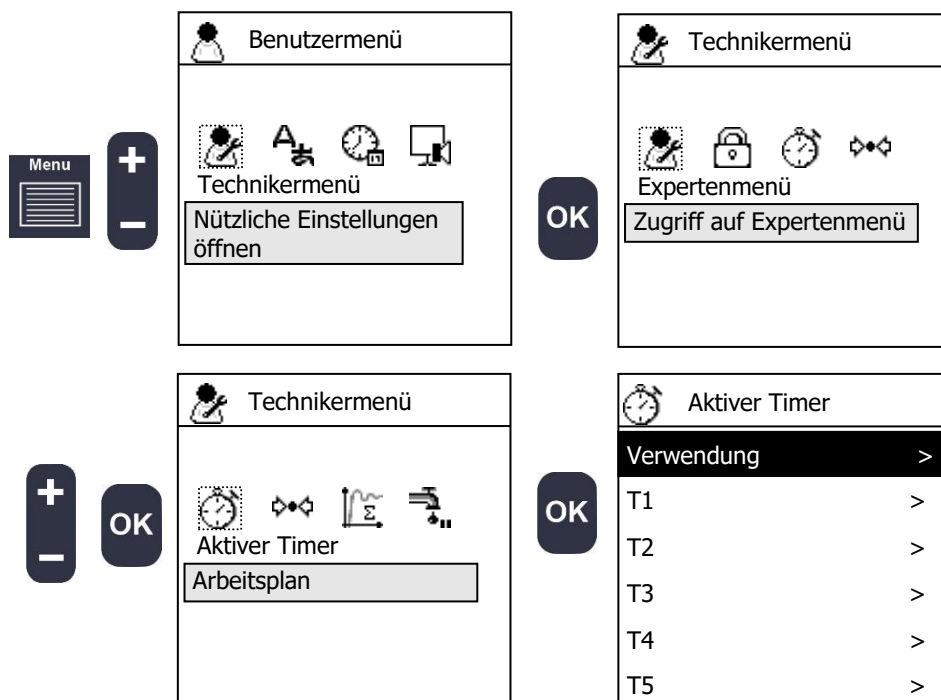 Menu
+
−
Benutzermenü
Technikermenü
Nützliche Einstellungen
öffnen
OK
Technikermenü
Expertenmenü
Zugriff auf Expertenmenü
+
−
OK
Technikermenü
Aktiver Timer
Arbeitsplan
OK
Aktiver Timer
Verwendung >
T1 >
T2 >
T3 >
T4 >
T5 >